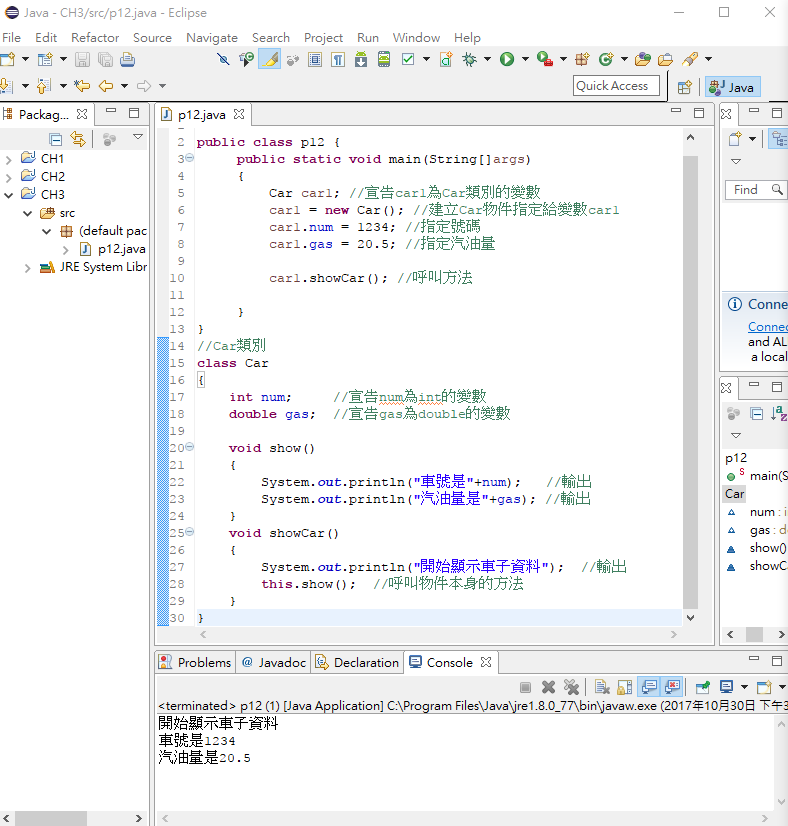 Java - CH3/src/p12.java - Eclipse
File Edit Refactor Source Navigate Search Project Run Window Help
Quick Access
Java
Packag...
CH1
CH2
CH3
src
(default pac
p12.java
JRE System Libr
p12.java
2 public class p12 {
3 public static void main(String[]args)
4 {
5 Car car1; //宣告car1為Car類別的變數
6 car1 = new Car(); //建立Car物件指定給變數car1
7 car1.num = 1234; //指定號碼
8 car1.gas = 20.5; //指定汽油量
9
10 car1.showCar(); //呼叫方法
11
12 }
13 }
14 //Car類別
15 class Car
16 {
17 int num; //宣告num為int的變數
18 double gas; //宣告gas為double的變數
19
20 void show()
21 {
22 System.out.println("車號是"+num); //輸出
23 System.out.println("汽油量是"+gas); //輸出
24 }
25 void showCar()
26 {
27 System.out.println("開始顯示車子資料"); //輸出
28 this.show(); //呼叫物件本身的方法
29 }
30 }
Find
Conne
Connec
and AL
a local
p12
main(S
Car
num : i
gas : de
show()
showC
Problems @ Javadoc Declaration Console
<terminated> p12 (1) [Java Application] C:\Program Files\Java\jre1.8.0_77\bin\javaw.exe (2017年10月30日 下午3
開始顯示車子資料
車號是1234
汽油量是20.5